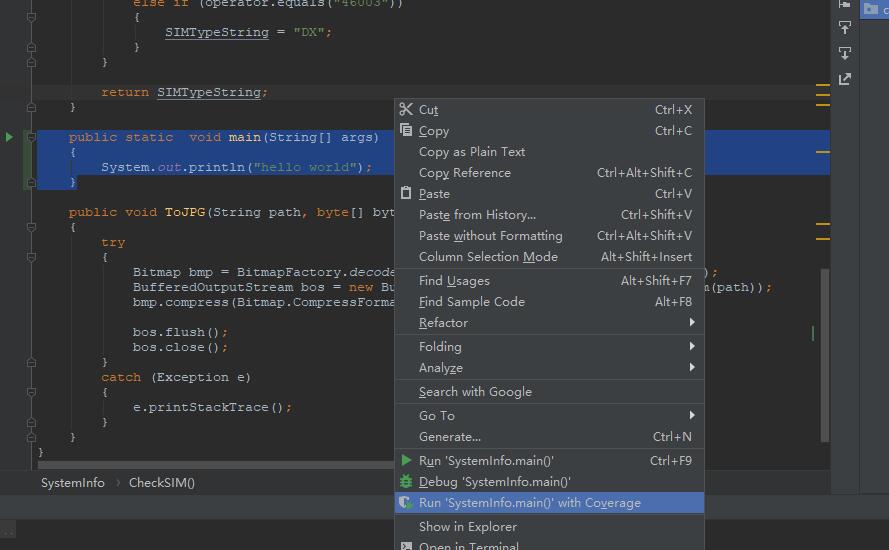 else if (operator.equals("46003"))
{
SIMTypeString = "DX";
}
}
return SIMTypeString;
}
public static  void main(String[] args)
{
System.out.println("hello world");
}
public void ToJPG(String path, byte[] byt
{
try
{
Bitmap bmp = BitmapFactory.decode
);
BufferedOutputStream bos = new Bu
m(path));
bmp.compress(Bitmap.CompressForma
bos.flush();
bos.close();
}
catch (Exception e)
{
e.printStackTrace();
}
}
}
SystemInfo › CheckSIM()
Cut Ctrl+X
Copy Ctrl+C
Copy as Plain Text
Copy Reference Ctrl+Alt+Shift+C
Paste Ctrl+V
Paste from History... Ctrl+Shift+V
Paste without Formatting Ctrl+Alt+Shift+V
Column Selection Mode Alt+Shift+Insert
Find Usages Alt+Shift+F7
Find Sample Code Alt+F8
Refactor
Folding
Analyze
Search with Google
Go To
Generate... Ctrl+N
Run 'SystemInfo.main()' Ctrl+F9
Debug 'SystemInfo.main()'
Run 'SystemInfo.main()' with Coverage
Show in Explorer
Open in Terminal